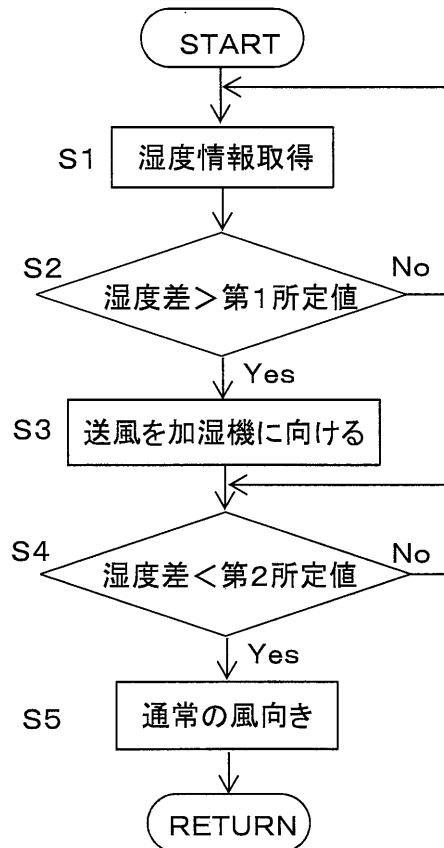 START
S1 湿度情報取得
S2 湿度差>第1所定値 No
Yes
S3 送風を加湿機に向ける
S4 湿度差<第2所定値 No
Yes
S5 通常の風向き
RETURN